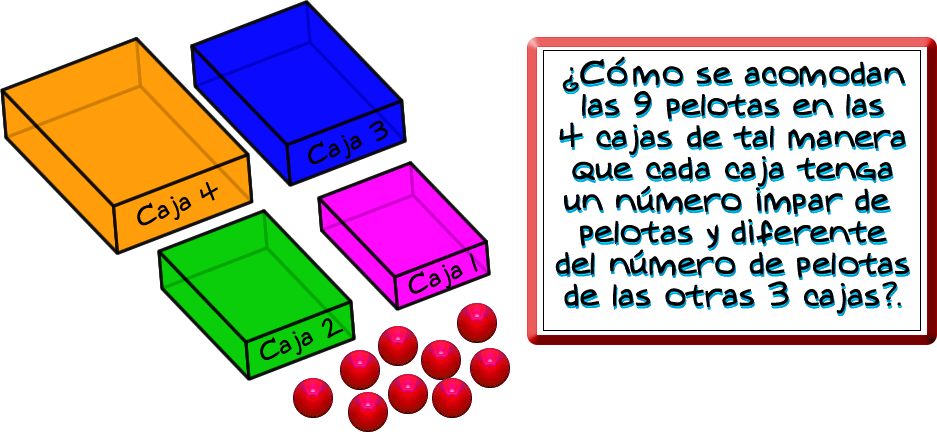 Caja 3
Caja 4
Caja 1
Caja 2
¿Cómo se acomodan
las 9 pelotas en las
4 cajas de tal manera
que cada caja tenga
un número impar de
pelotas y diferente
del número de pelotas
de las otras 3 cajas?.